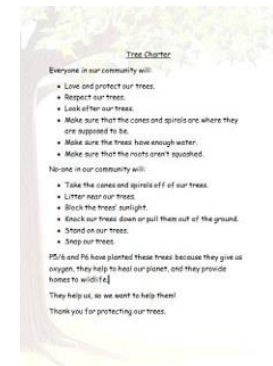 Tree Charter
Everyone in our community will:
• Love and protect our trees.
• Respect our trees.
• Look after our trees.
• Make sure that the canes and spirals are where they
are supposed to be.
• Make sure the trees have enough water.
• Make sure that the roots aren't squashed.
No-one in our community will:
• Take the canes and spirals off of our trees.
• Litter near our trees.
• Block the trees' sunlight.
• Knock our trees down or pull them out of the ground.
• Stand on our trees.
• Snap our trees.
P5/6 and P6 have planted these trees because they give us
oxygen, they help to heal our planet, and they provide
homes to wildlife.
They help us, so we want to help them!
Thank you for protecting our trees.